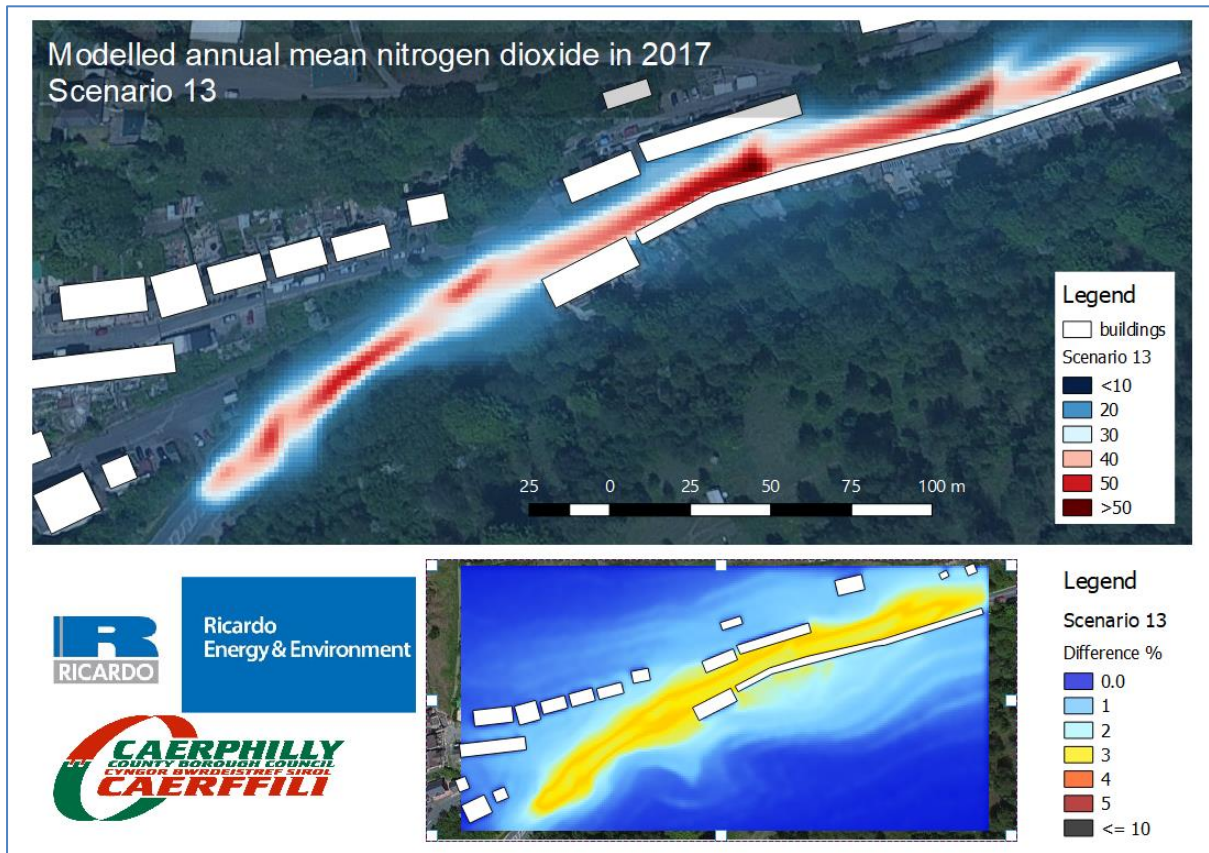 Modelled annual mean nitrogen dioxide in 2017
Scenario 13
Legend
buildings
Scenario 13
<10
20
30
40
50
>50
25 0 25 50 75 100 m
R
RICARDO
Ricardo
Energy & Environment
CAERPHILLY
COUNTY BOROUGH COUNCIL
CYNGOR BWRDEISTREF SIROL
CAERFFILI
Legend
Scenario 13
Difference %
0.0
1
2
3
4
5
<= 10